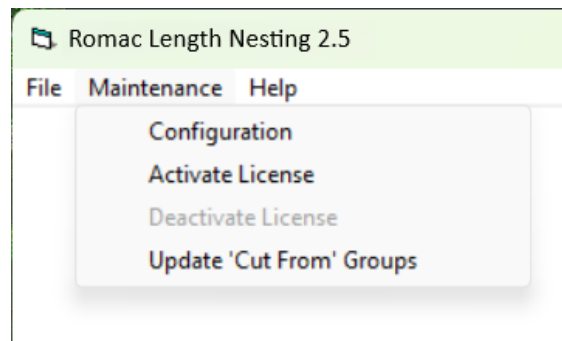 Romac Length Nesting 2.5
File Maintenance Help
Configuration
Activate License
Deactivate License
Update 'Cut From' Groups